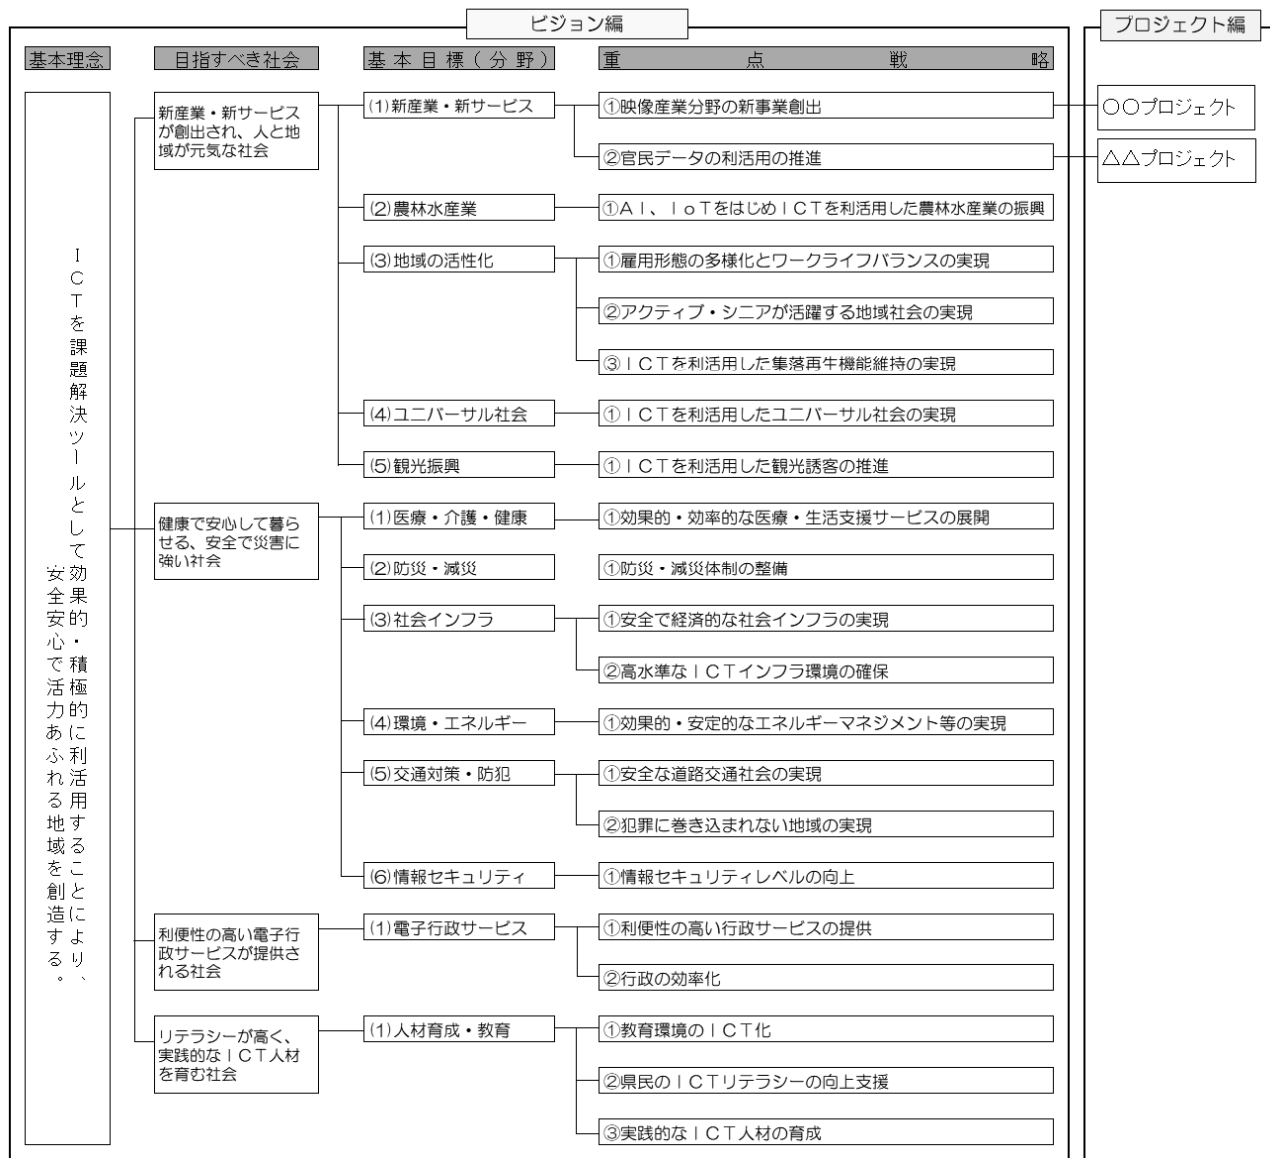 ビジョン編
プロジェクト編
基本理念
目指すべき社会
基本目標(分野)
重点戦略
ICTを課題解決ツールとして効果的・積極的に利活用することにより、
安全安心で活力あふれる地域を創造する。
新産業・新サービス
が創出され、人と地
域が元気な社会
(1)新産業・新サービス
①映像産業分野の新事業創出
〇〇プロジェクト
②官民データの利活用の推進
△△プロジェクト
(2)農林水産業
①AI、IoTをはじめICTを利活用した農林水産業の振興
(3)地域の活性化
①雇用形態の多様化とワークライフバランスの実現
②アクティブ・シニアが活躍する地域社会の実現
③ICTを利活用した集落再生機能維持の実現
(4)ユニバーサル社会
①ICTを利活用したユニバーサル社会の実現
(5)観光振興
①ICTを利活用した観光誘客の推進
健康で安心して暮ら
せる、安全で災害に
強い社会
(1)医療・介護・健康
①効果的・効率的な医療・生活支援サービスの展開
(2)防災・減災
①防災・減災体制の整備
(3)社会インフラ
①安全で経済的な社会インフラの実現
②高水準なICTインフラ環境の確保
(4)環境・エネルギー
①効果的・安定的なエネルギーマネジメント等の実現
(5)交通対策・防犯
①安全な道路交通社会の実現
②犯罪に巻き込まれない地域の実現
(6)情報セキュリティ
①情報セキュリティレベルの向上
利便性の高い電子行
政サービスが提供さ
れる社会
(1)電子行政サービス
①利便性の高い行政サービスの提供
②行政の効率化
リテラシーが高く、
実践的なICT人材
を育む社会
(1)人材育成・教育
①教育環境のICT化
②県民のICTリテラシーの向上支援
③実践的なICT人材の育成